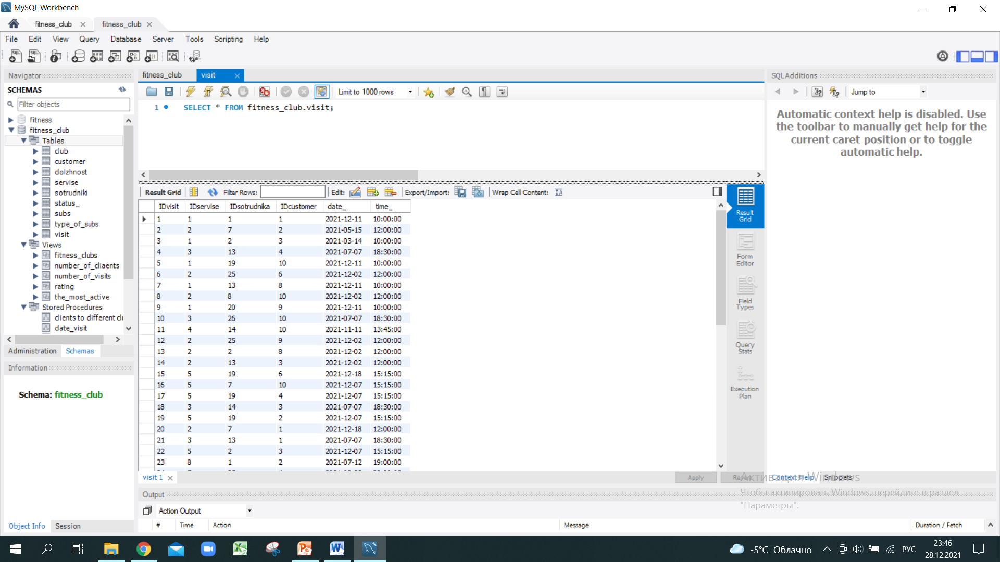 MySQL Workbench
fitness_club
fitness_club
File Edit View Query Database Server Tools Scripting Help
Navigator
SCHEMAS
Filter objects
fitness
fitness_club
Tables
club
customer
dolzhnost
servise
sotrudniki
status_
subs
type_of_subs
visit
Views
fitness_clubs
number_of_cliaents
number_of_visits
rating
the_most_active
Stored Procedures
clients to different clu
date_visit
Administration Schemas
Information
Schema: fitness_club
Object Info Session
fitness_club visit
Limit to 1000 rows
1 SELECT * FROM fitness_club.visit;
Result Grid Filter Rows: Edit: Export/Import: Wrap Cell Content:
IDvisit IDservise IDsotrudnika IDcustomer date_ time_
1 1 1 1 2021-12-11 10:00:00
2 2 7 2 2021-05-15 12:00:00
3 1 2 3 2021-03-14 10:00:00
4 3 13 4 2021-07-07 18:30:00
5 1 19 10 2021-12-11 10:00:00
6 2 25 6 2021-12-02 12:00:00
7 1 13 8 2021-12-11 10:00:00
8 2 8 10 2021-12-02 12:00:00
9 1 20 9 2021-12-11 10:00:00
10 3 26 10 2021-07-07 18:30:00
11 4 14 10 2021-11-11 13:45:00
12 2 25 9 2021-12-02 12:00:00
13 2 2 8 2021-12-02 12:00:00
14 2 13 3 2021-12-02 12:00:00
15 5 19 6 2021-12-18 15:15:00
16 5 7 10 2021-12-07 15:15:00
17 5 19 4 2021-12-07 15:15:00
18 3 14 3 2021-07-07 18:30:00
19 5 19 2 2021-12-07 15:15:00
20 2 7 1 2021-12-18 12:00:00
21 3 13 1 2021-07-07 18:30:00
22 5 2 3 2021-12-07 15:15:00
23 8 1 2 2021-07-12 19:00:00
Result
Grid
Form
Editor
Field
Types
Query
Stats
Execution
Plan
visit 1
Apply Revert
SQLAdditions
Jump to
Automatic context help is disabled. Use
the toolbar to manually get help for the
current caret position or to toggle
automatic help.
Context Help Snippets
Активация Windows
Чтобы активировать Windows, перейдите в раздел
"Параметры".
Output
Action Output
# Time Action Message Duration / Fetch
-5°C Облачно
РУС
23:46
28.12.2021